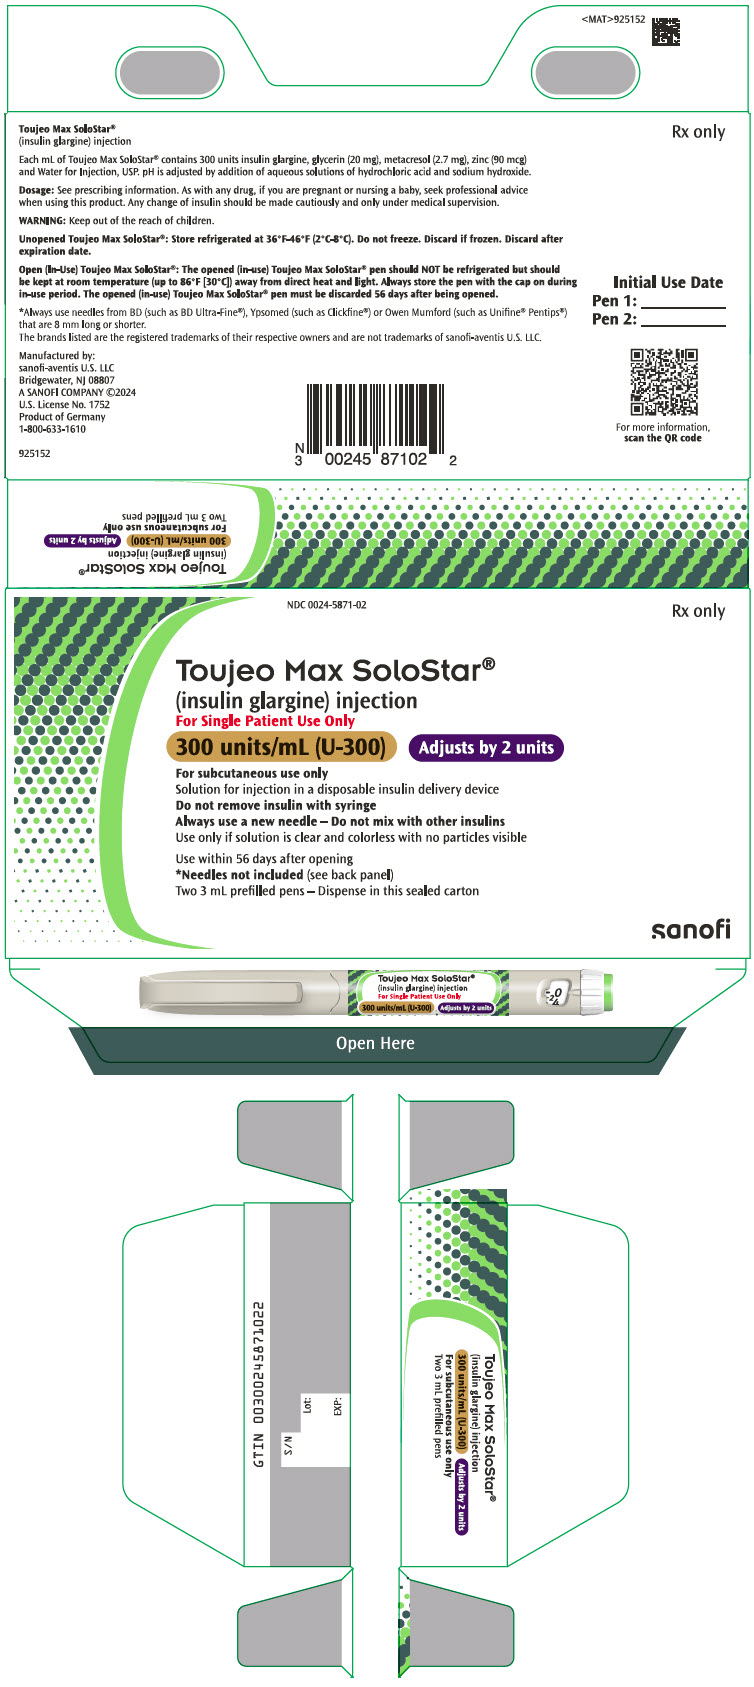 <MAT>925152
Toujeo Max SoloStar®
(insulin glargine) injection
Rx only
Each mL of Toujeo Max SoloStar® contains 300 units insulin glargine, glycerin (20 mg), metacresol (2.7 mg), zinc (90 mcg)
and Water for Injection, USP. pH is adjusted by addition of aqueous solutions of hydrochloric acid and sodium hydroxide.
Dosage: See prescribing information. As with any drug, if you are pregnant or nursing a baby, seek professional advice
when using this product. Any change of insulin should be made cautiously and only under medical supervision.
WARNING: Keep out of the reach of children.
Unopened Toujeo Max SoloStar®: Store refrigerated at 36°F-46°F (2°C-8°C). Do not freeze. Discard if frozen. Discard after
expiration date.
Open (In-Use) Toujeo Max SoloStar®: The opened (in-use) Toujeo Max SoloStar® pen should NOT be refrigerated but should
be kept at room temperature (up to 86°F [30°C]) away from direct heat and light. Always store the pen with the cap on during
in-use period. The opened (in-use) Toujeo Max SoloStar® pen must be discarded 56 days after being opened.
*Always use needles from BD (such as BD Ultra-Fine®), Ypsomed (such as Clickfine®) or Owen Mumford (such as Unifine® Pentips®)
that are 8 mm long or shorter.
The brands listed are the registered trademarks of their respective owners and are not trademarks of sanofi-aventis U.S. LLC.
Initial Use Date
Pen 1: __________
Pen 2: __________
Manufactured by:
sanofi-aventis U.S. LLC
Bridgewater, NJ 08807
A SANOFI COMPANY ©2024
U.S. License No. 1752
Product of Germany
1-800-633-1610
925152
N
3 00245 87102 2
For more information,
scan the QR code
Toujeo Max SoloStar®
(insulin glargine) injection
300 units/mL (U-300) Adjusts by 2 units
For subcutaneous use only
Two 3 mL prefilled pens
NDC 0024-5871-02
Rx only
Toujeo Max SoloStar®
(insulin glargine) injection
For Single Patient Use Only
300 units/mL (U-300) Adjusts by 2 units
For subcutaneous use only
Solution for injection in a disposable insulin delivery device
Do not remove insulin with syringe
Always use a new needle – Do not mix with other insulins
Use only if solution is clear and colorless with no particles visible
Use within 56 days after opening
*Needles not included (see back panel)
Two 3 mL prefilled pens – Dispense in this sealed carton
sanofi
Toujeo Max SoloStar®
(insulin glargine) injection
For Single Patient Use Only
300 units/mL (U-300) Adjusts by 2 units
0
Open Here
GTIN 00300245871022
S/N
Lot:
EXP:
Toujeo Max SoloStar®
(insulin glargine) injection
300 units/mL (U-300) Adjusts by 2 units
For subcutaneous use only
Two 3 mL prefilled pens